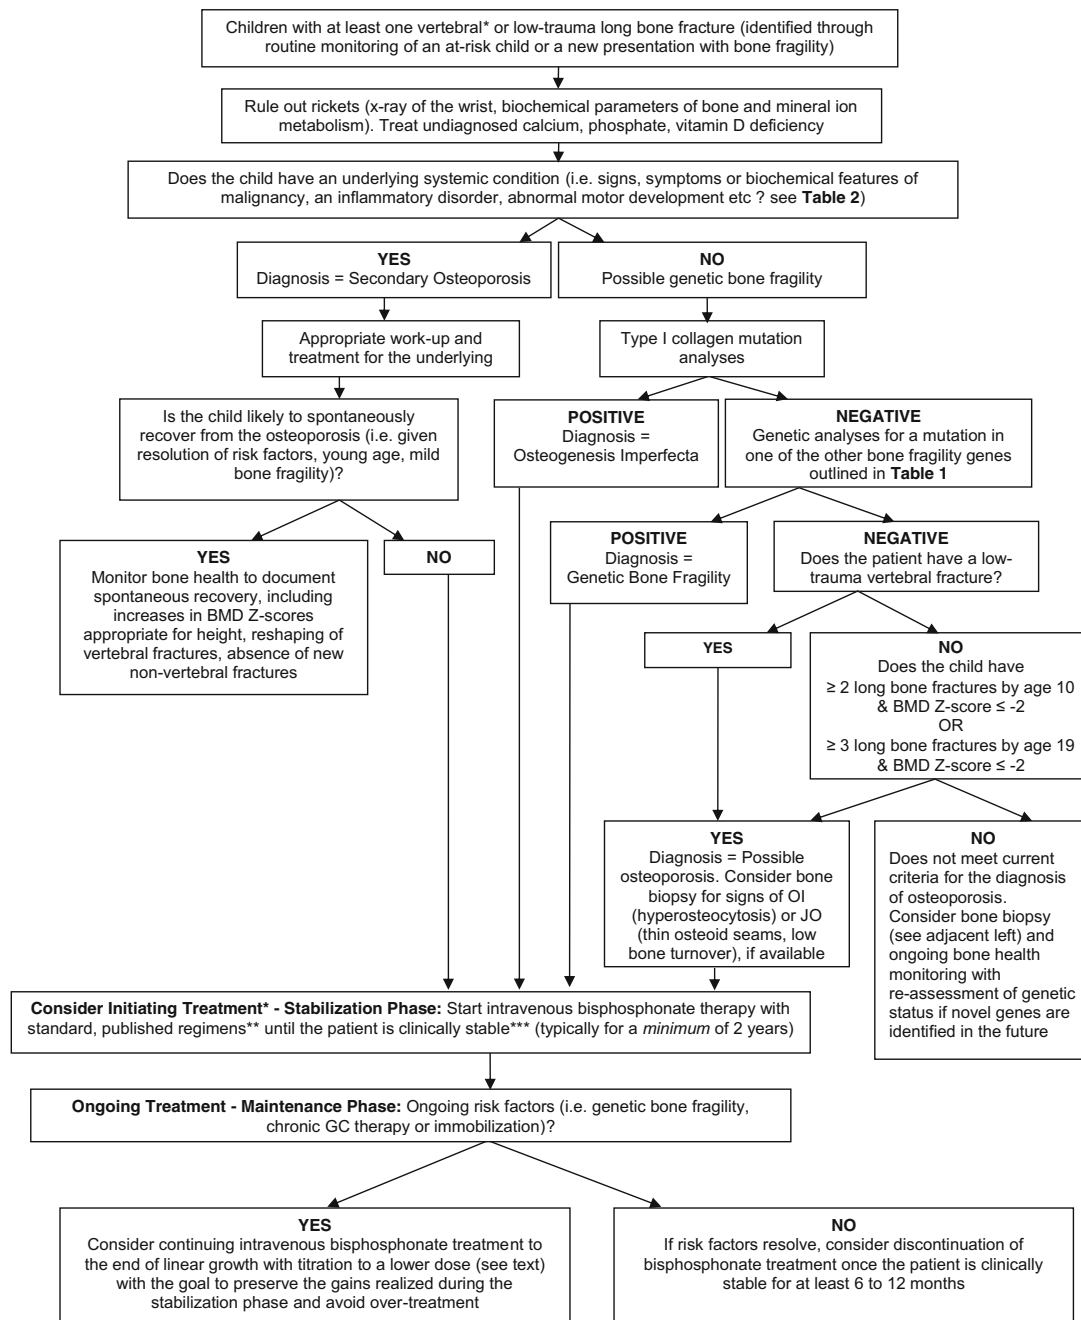 Children with at least one vertebral* or low-trauma long bone fracture (identified through
routine monitoring of an at-risk child or a new presentation with bone fragility)
Rule out rickets (x-ray of the wrist, biochemical parameters of bone and mineral ion
metabolism). Treat undiagnosed calcium, phosphate, vitamin D deficiency
Does the child have an underlying systemic condition (i.e. signs, symptoms or biochemical features of
malignancy, an inflammatory disorder, abnormal motor development etc ? see Table 2)
YES
Diagnosis = Secondary Osteoporosis
NO
Possible genetic bone fragility
Appropriate work-up and
treatment for the underlying
Type I collagen mutation
analyses
Is the child likely to spontaneously
recover from the osteoporosis (i.e. given
resolution of risk factors, young age, mild
bone fragility)?
POSITIVE
Diagnosis =
Osteogenesis Imperfecta
NEGATIVE
Genetic analyses for a mutation in
one of the other bone fragility genes
outlined in Table 1
YES
Monitor bone health to document
spontaneous recovery, including
increases in BMD Z-scores
appropriate for height, reshaping of
vertebral fractures, absence of new
non-vertebral fractures
NO
POSITIVE
Diagnosis =
Genetic Bone Fragility
NEGATIVE
Does the patient have a low-
trauma vertebral fracture?
YES
NO
Does the child have
≥ 2 long bone fractures by age 10
& BMD Z-score ≤ -2
OR
≥ 3 long bone fractures by age 19
& BMD Z-score ≤ -2
YES
Diagnosis = Possible
osteoporosis. Consider bone
biopsy for signs of OI
(hyperosteocytosis) or JO
(thin osteoid seams, low
bone turnover), if available
NO
Does not meet current
criteria for the diagnosis
of osteoporosis.
Consider bone biopsy
(see adjacent left) and
ongoing bone health
monitoring with
re-assessment of genetic
status if novel genes are
identified in the future
Consider Initiating Treatment* - Stabilization Phase: Start intravenous bisphosphonate therapy with
standard, published regimens** until the patient is clinically stable*** (typically for a minimum of 2 years)
Ongoing Treatment - Maintenance Phase: Ongoing risk factors (i.e. genetic bone fragility,
chronic GC therapy or immobilization)?
YES
Consider continuing intravenous bisphosphonate treatment to
the end of linear growth with titration to a lower dose (see text)
with the goal to preserve the gains realized during the
stabilization phase and avoid over-treatment
NO
If risk factors resolve, consider discontinuation of
bisphosphonate treatment once the patient is clinically
stable for at least 6 to 12 months